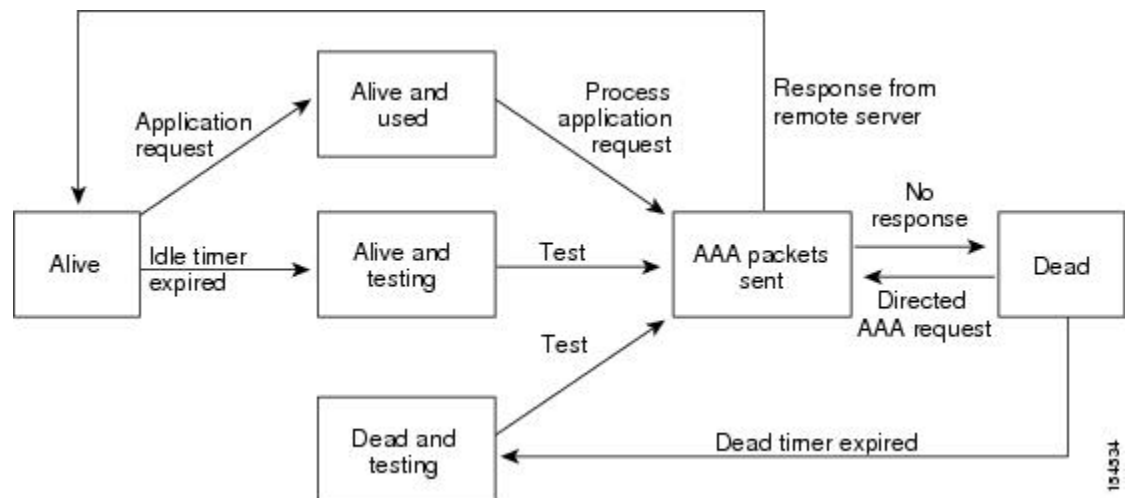 Alive and
used
Process
application
request
Response from
remote server
Application
request
No
response
Alive
Idle timer
expired
Alive and
testing
Test
AAA packets
sent
Dead
Directed
AAA request
Test
Dead and
testing
Dead timer expired
154534